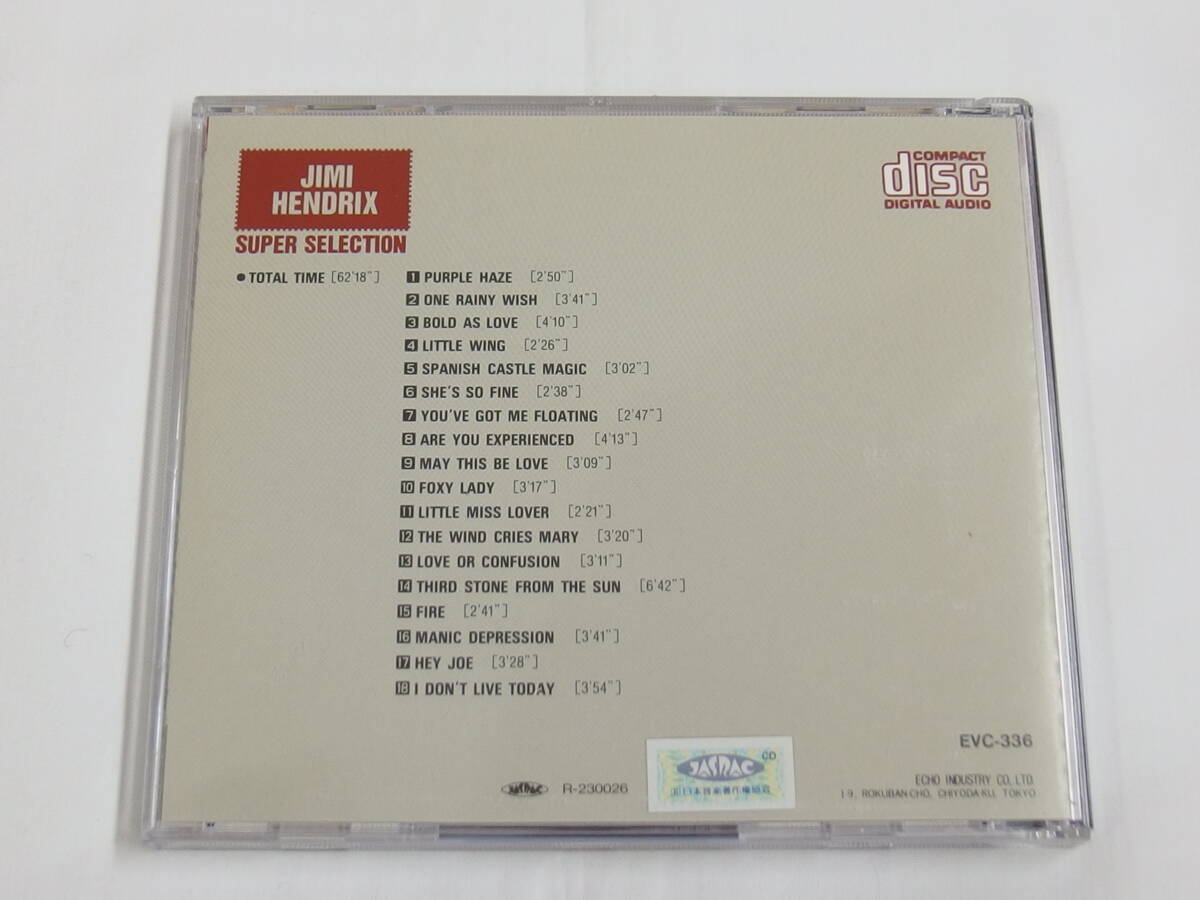 JIMI
HENDRIX
SUPER SELECTION
COMPACT
disc
DIGITAL AUDIO
● TOTAL TIME [62'18"]
1 PURPLE HAZE [2'50"]
2 ONE RAINY WISH [3'41"]
3 BOLD AS LOVE [4'10"]
4 LITTLE WING [2'26"]
5 SPANISH CASTLE MAGIC [3'02"]
6 SHE'S SO FINE [2'38"]
7 YOU'VE GOT ME FLOATING [2'47"]
8 ARE YOU EXPERIENCED [4'13"]
9 MAY THIS BE LOVE [3'09"]
10 FOXY LADY [3'17"]
11 LITTLE MISS LOVER [2'21"]
12 THE WIND CRIES MARY [3'20"]
13 LOVE OR CONFUSION [3'11"]
14 THIRD STONE FROM THE SUN [6'42"]
15 FIRE [2'41"]
16 MANIC DEPRESSION [3'41"]
17 HEY JOE [3'28"]
18 I DON'T LIVE TODAY [3'54"]
EVC-336
ECHO INDUSTRY CO., LTD.
1-9, ROKUBAN-CHO, CHIYODA-KU, TOKYO
JASRAC R-230026
CD
JASRAC